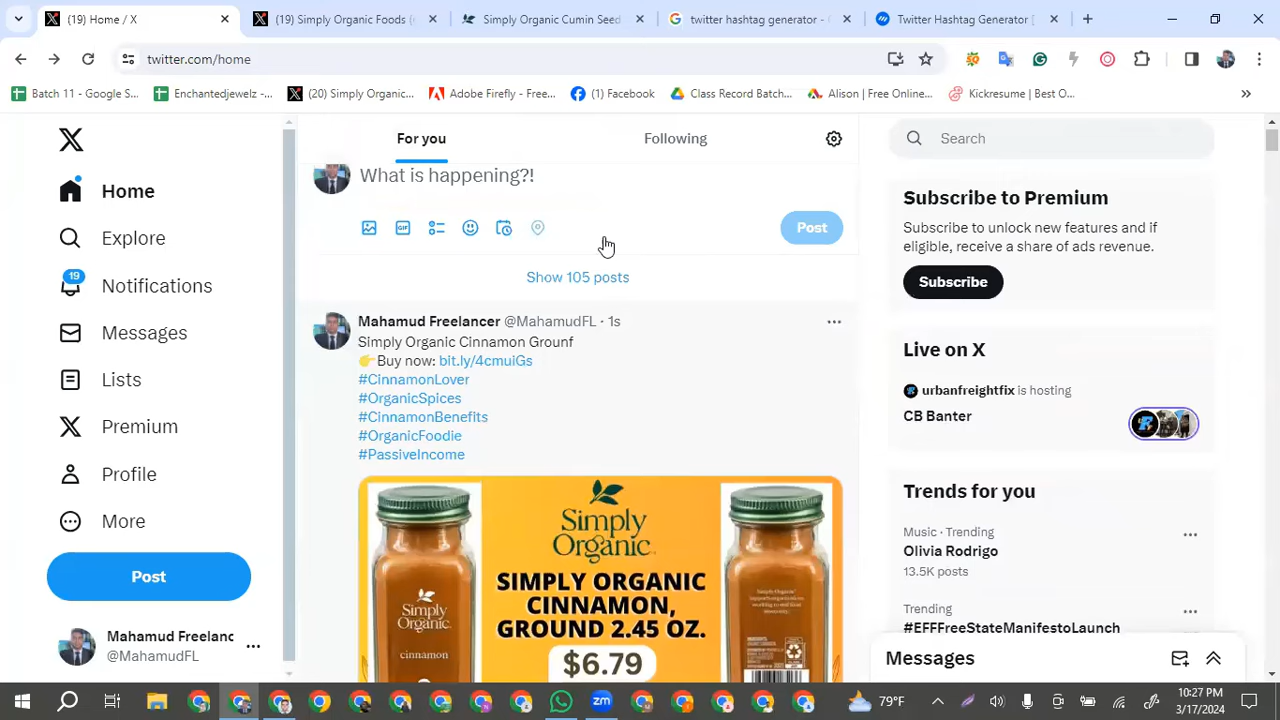 (19) Home / X
(19) Simply Organic Foods (
Simply Organic Cumin Seed
twitter hashtag generator - G
Twitter Hashtag Generator [
twitter.com/home
Batch 11 - Google S...
Enchantedjewelz - T...
(20) Simply Organic...
Adobe Firefly - Free...
(1) Facebook
Class Record Batch...
Alison | Free Online...
Kickresume | Best O...
Home
Explore
19
Notifications
Messages
Lists
Premium
Profile
More
Post
Mahamud Freelanc
@MahamudFL
For you
Following
What is happening?!
GIF
Post
Show 105 posts
Mahamud Freelancer @MahamudFL · 1s
Simply Organic Cinnamon Grounf
👉Buy now: bit.ly/4cmuiGs
#CinnamonLover
#OrganicSpices
#CinnamonBenefits
#OrganicFoodie
#PassiveIncome
Simply
Organic
SIMPLY ORGANIC
CINNAMON,
GROUND 2.45 OZ.
$6.79
Simply
Organic
cinnamon
Simply
Organic
Search
Subscribe to Premium
Subscribe to unlock new features and if
eligible, receive a share of ads revenue.
Subscribe
Live on X
urbanfreightfix is hosting
CB Banter
Trends for you
Music · Trending
Olivia Rodrigo
13.5K posts
Trending
#EFFFreeStateManifestoLaunch
Messages
zm
79°F
10:27 PM
3/17/2024